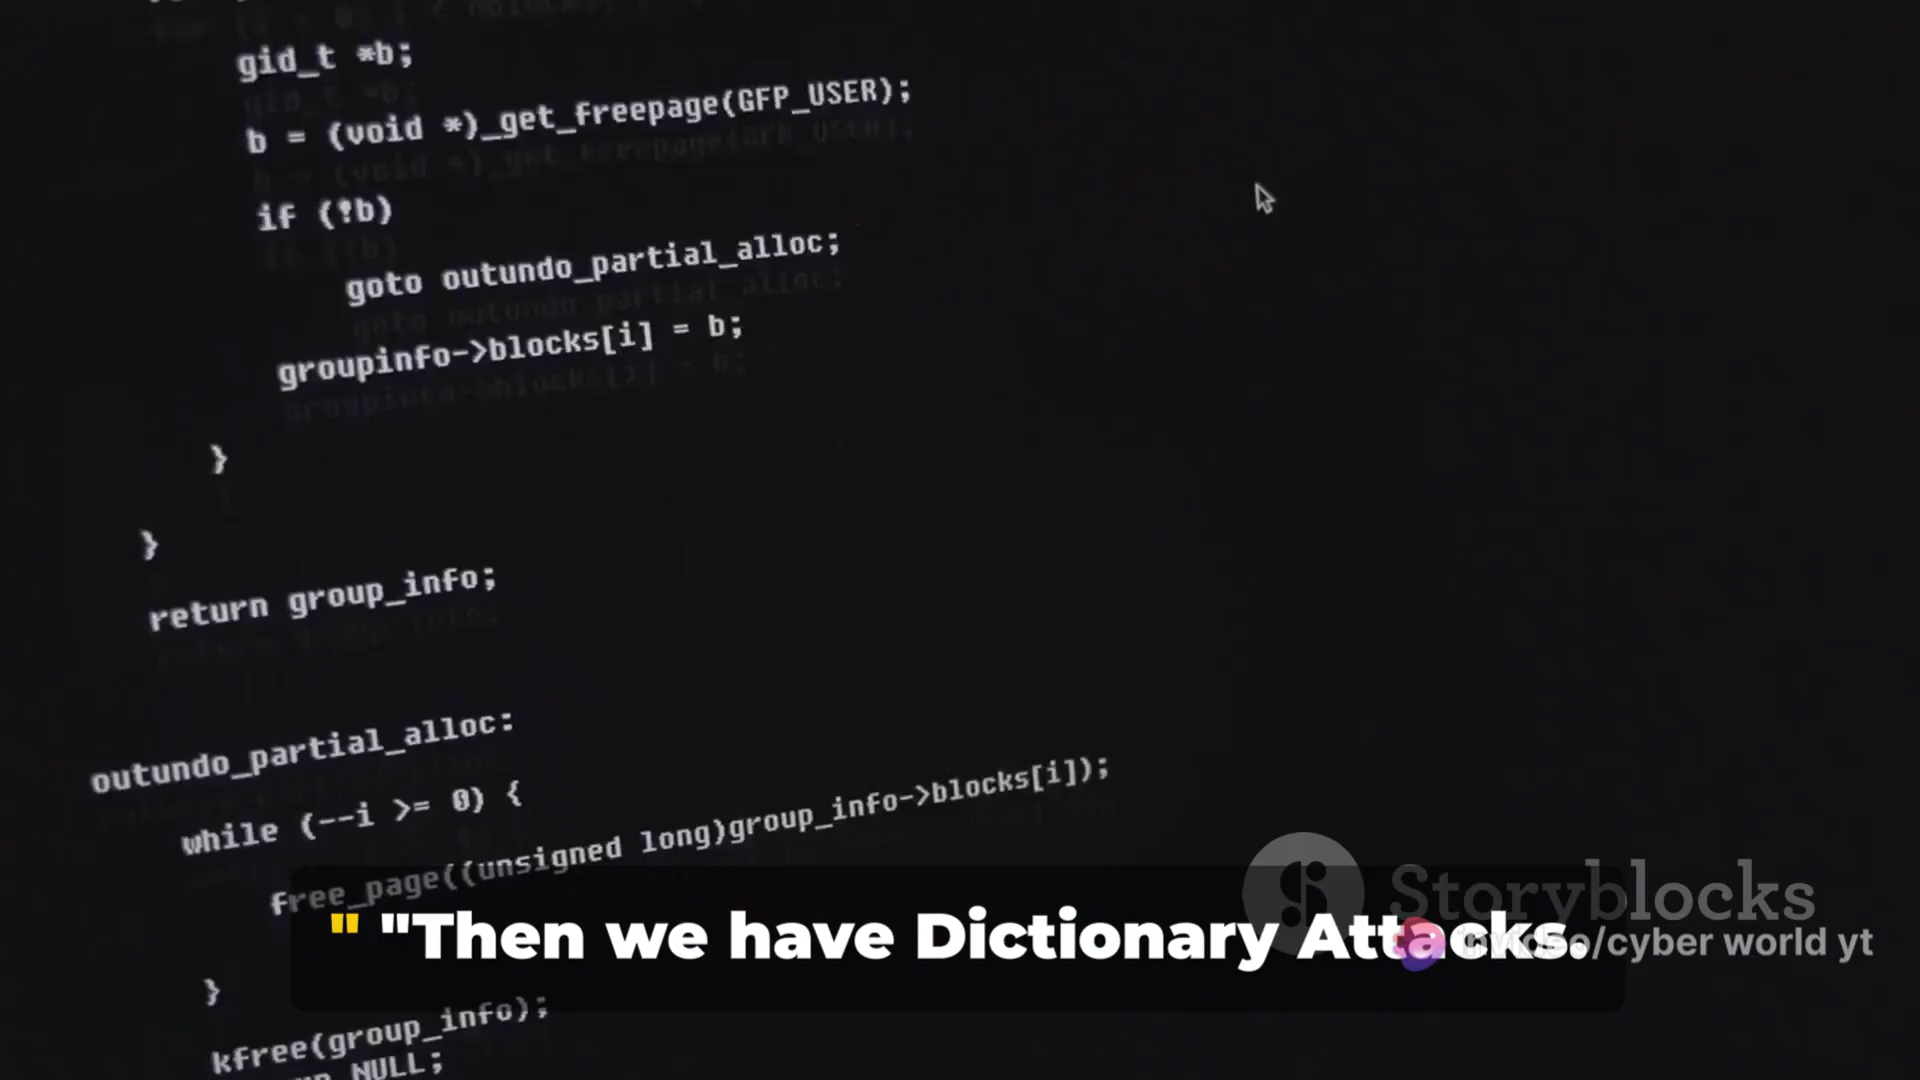 gid_t *b;
b = (void *)_get_freepage(GFP_USER);
if (!b)
goto outundo_partial_alloc;
groupinfo->blocks[i] = b;
}
}
return group_info;
outundo_partial_alloc:
while (--i >= 0) {
free_page((unsigned long)group_info->blocks[i]);
}
kfree(group_info);
NULL;
" "Then we have Dictionary Attacks.
Storyblocks
invideo/cyber world yt